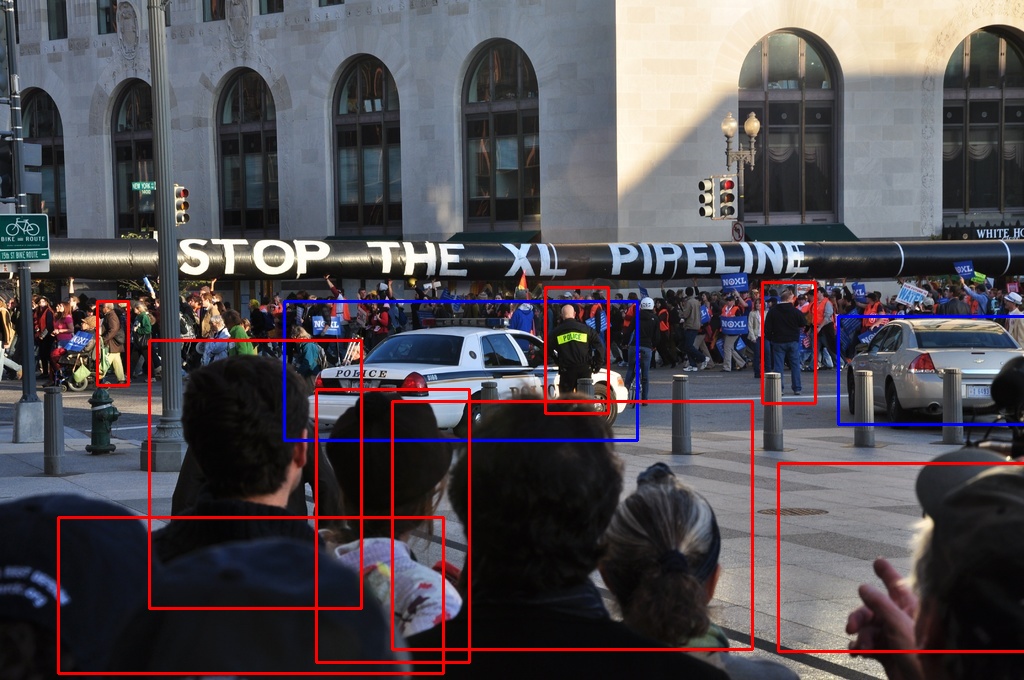 NEW YORK AV
BIKE ROUTE
15th ST BIKE ROUTE
STOP THE XL PIPELINE
WHITE HO
NOXL
NOXL
NOXL
POLICE
POLICE